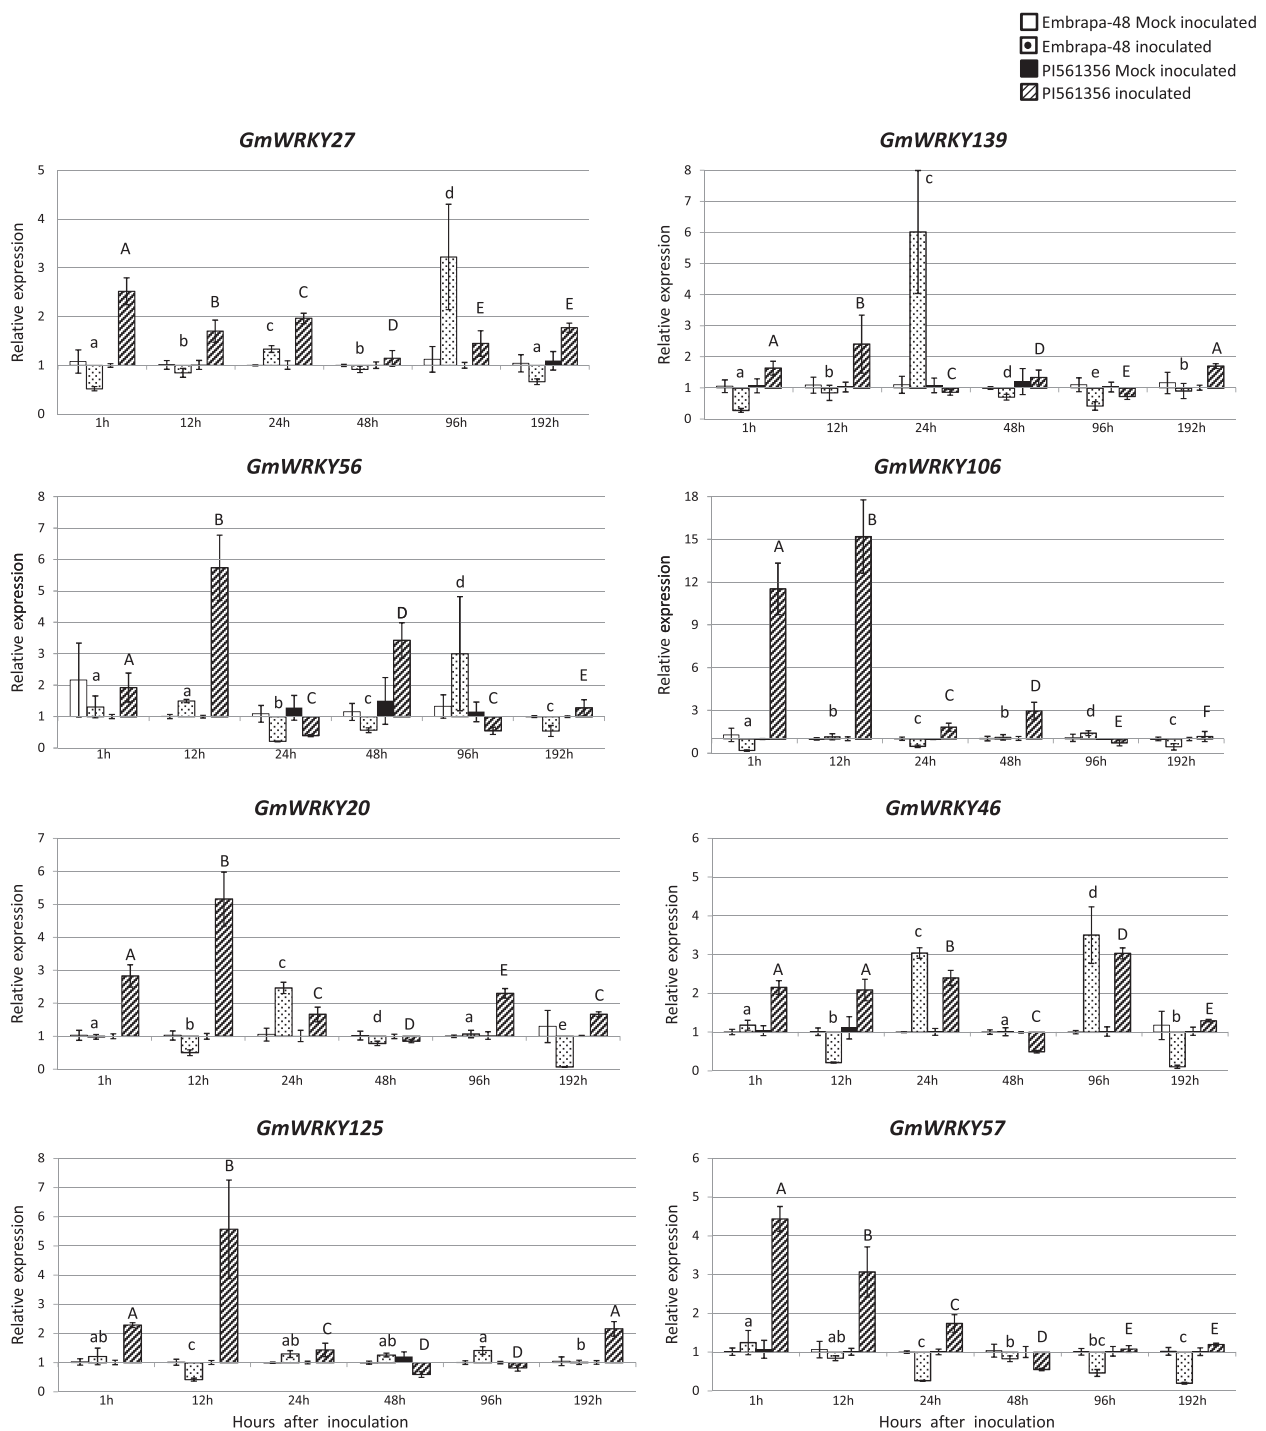 Embrapa-48 Mock inoculated
Embrapa-48 inoculated
PI561356 Mock inoculated
PI561356 inoculated
GmWRKY27
Relative expression
5
4
3
2
1
0
a A b B c C b D d E a E
1h 12h 24h 48h 96h 192h
GmWRKY139
Relative expression
8
7
6
5
4
3
2
1
0
a A b B c C d D e E b A
1h 12h 24h 48h 96h 192h
GmWRKY56
Relative expression
8
7
6
5
4
3
2
1
0
a A a B b C c D d C c E
1h 12h 24h 48h 96h 192h
GmWRKY106
Relative expression
18
15
12
9
6
3
0
a A b B c C b D d E c F
1h 12h 24h 48h 96h 192h
GmWRKY20
Relative expression
7
6
5
4
3
2
1
0
a A b B c C d D a E e C
1h 12h 24h 48h 96h 192h
GmWRKY46
Relative expression
6
5
4
3
2
1
0
a A b A c B a C d D b E
1h 12h 24h 48h 96h 192h
GmWRKY125
Relative expression
8
7
6
5
4
3
2
1
0
ab A c B ab C ab D a D b A
1h 12h 24h 48h 96h 192h
Hours after inoculation
GmWRKY57
Relative expression
6
5
4
3
2
1
0
a A ab B c C b D bc E c E
1h 12h 24h 48h 96h 192h
Hours after inoculation